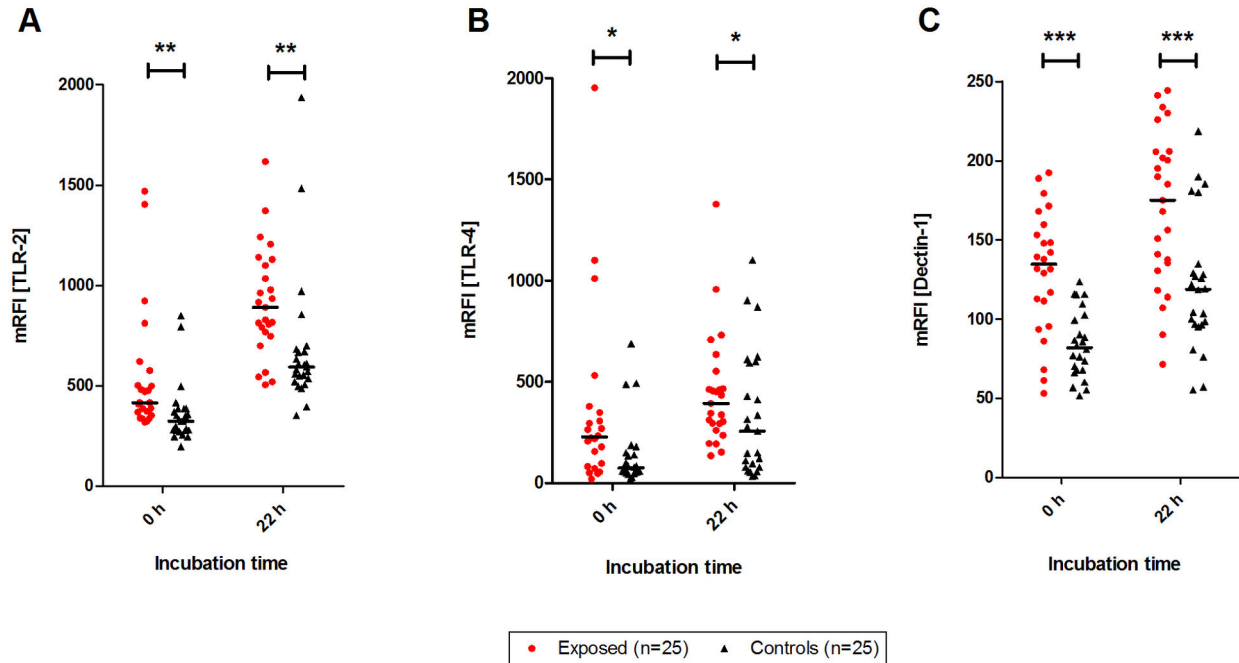 A
** **
mRFI [TLR-2]
2000
1500
1000
500
0
0 h 22 h
Incubation time
B
* *
mRFI [TLR-4]
2000
1500
1000
500
0
0 h 22 h
Incubation time
C
*** ***
mRFI [Dectin-1]
250
200
150
100
50
0
0 h 22 h
Incubation time
Exposed (n=25) Controls (n=25)